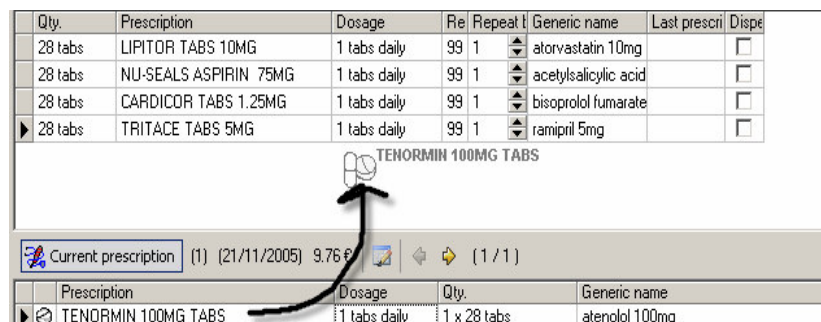 Qty. Prescription Dosage Re Repeat t Generic name Last prescri Dispe
28 tabs LIPITOR TABS 10MG 1 tabs daily 99 1 atorvastatin 10mg
28 tabs NU-SEALS ASPIRIN 75MG 1 tabs daily 99 1 acetylsalicylic acid
28 tabs CARDICOR TABS 1.25MG 1 tabs daily 99 1 bisoprolol fumarate
28 tabs TRITACE TABS 5MG 1 tabs daily 99 1 ramipril 5mg
TENORMIN 100MG TABS
Current prescription (1) (21/11/2005) 9.76 € (1/1)
Prescription Dosage Qty. Generic name
TENORMIN 100MG TABS 1 tabs daily 1 x 28 tabs atenolol 100mg